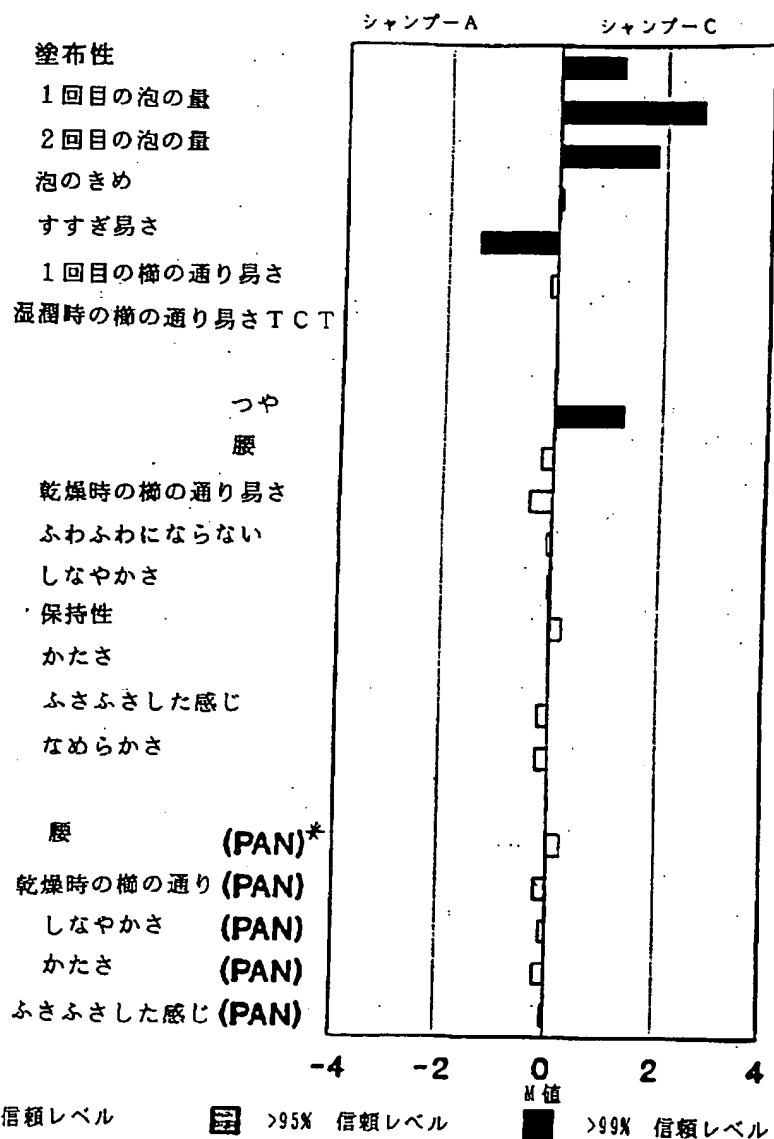 シャンプーA シャンプーC
塗布性
1回目の泡の量
2回目の泡の量
泡のきめ
すすぎ易さ
1回目の櫛の通り易さ
湿潤時の櫛の通り易さTCT
つや
腰
乾燥時の櫛の通り易さ
ふわふわにならない
しなやかさ
保持性
かたさ
ふさふさした感じ
なめらかさ
腰 (PAN)*
乾燥時の櫛の通り (PAN)
しなやかさ (PAN)
かたさ (PAN)
ふさふさした感じ (PAN)
-4 -2 0 2 4
M値
信頼レベル >95% 信頼レベル >99% 信頼レベル